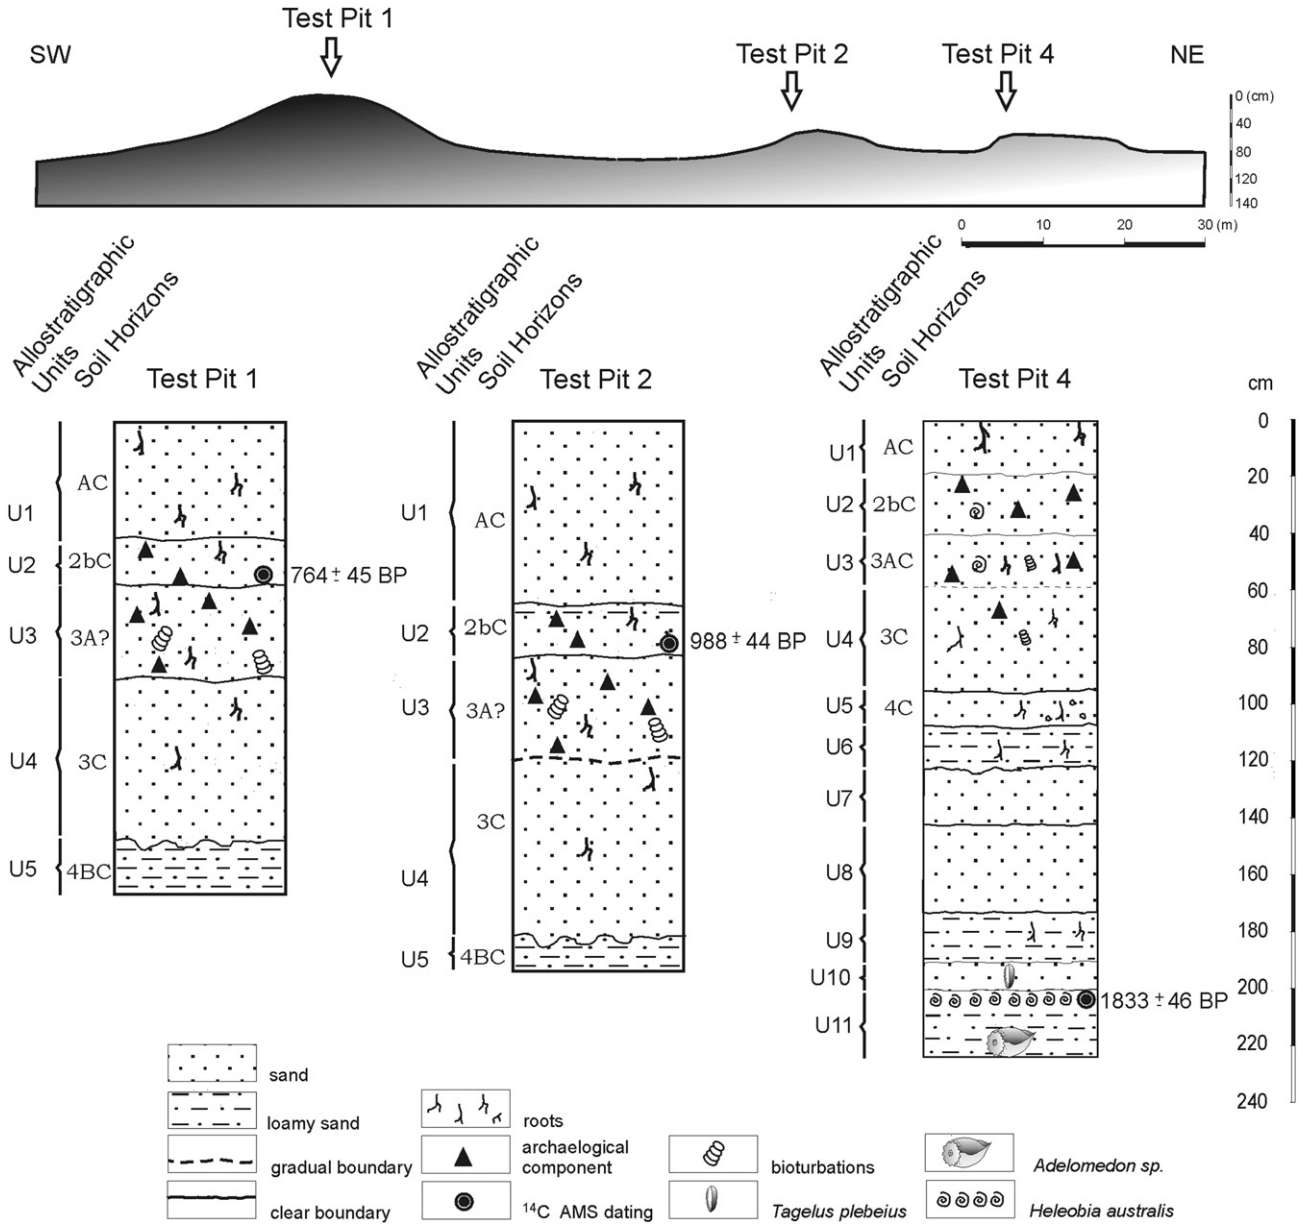 Test Pit 1
SW
Test Pit 2
Test Pit 4
NE
0 (cm)
40
80
120
140
0 10 20 30 (m)
Allostratigraphic
Units
Soil Horizons
Test Pit 1
Allostratigraphic
Units
Soil Horizons
Test Pit 2
Allostratigraphic
Units
Soil Horizons
Test Pit 4
cm
U1 AC
U2 2bC
764 ± 45 BP
U3 3A?
U4 3C
U5 4BC
U1 AC
U2 2bC
988 ± 44 BP
U3 3A?
U4 3C
U5 4BC
U1 AC
U2 2bC
U3 3AC
U4 3C
U5 4C
U6
U7
U8
U9
U10
U11
1833 ± 46 BP
0
20
40
60
80
100
120
140
160
180
200
220
240
sand
loamy sand
gradual boundary
clear boundary
roots
archaelogical
component
¹⁴C AMS dating
bioturbations
Tagelus plebeius
Adelomedon sp.
Heleobia australis